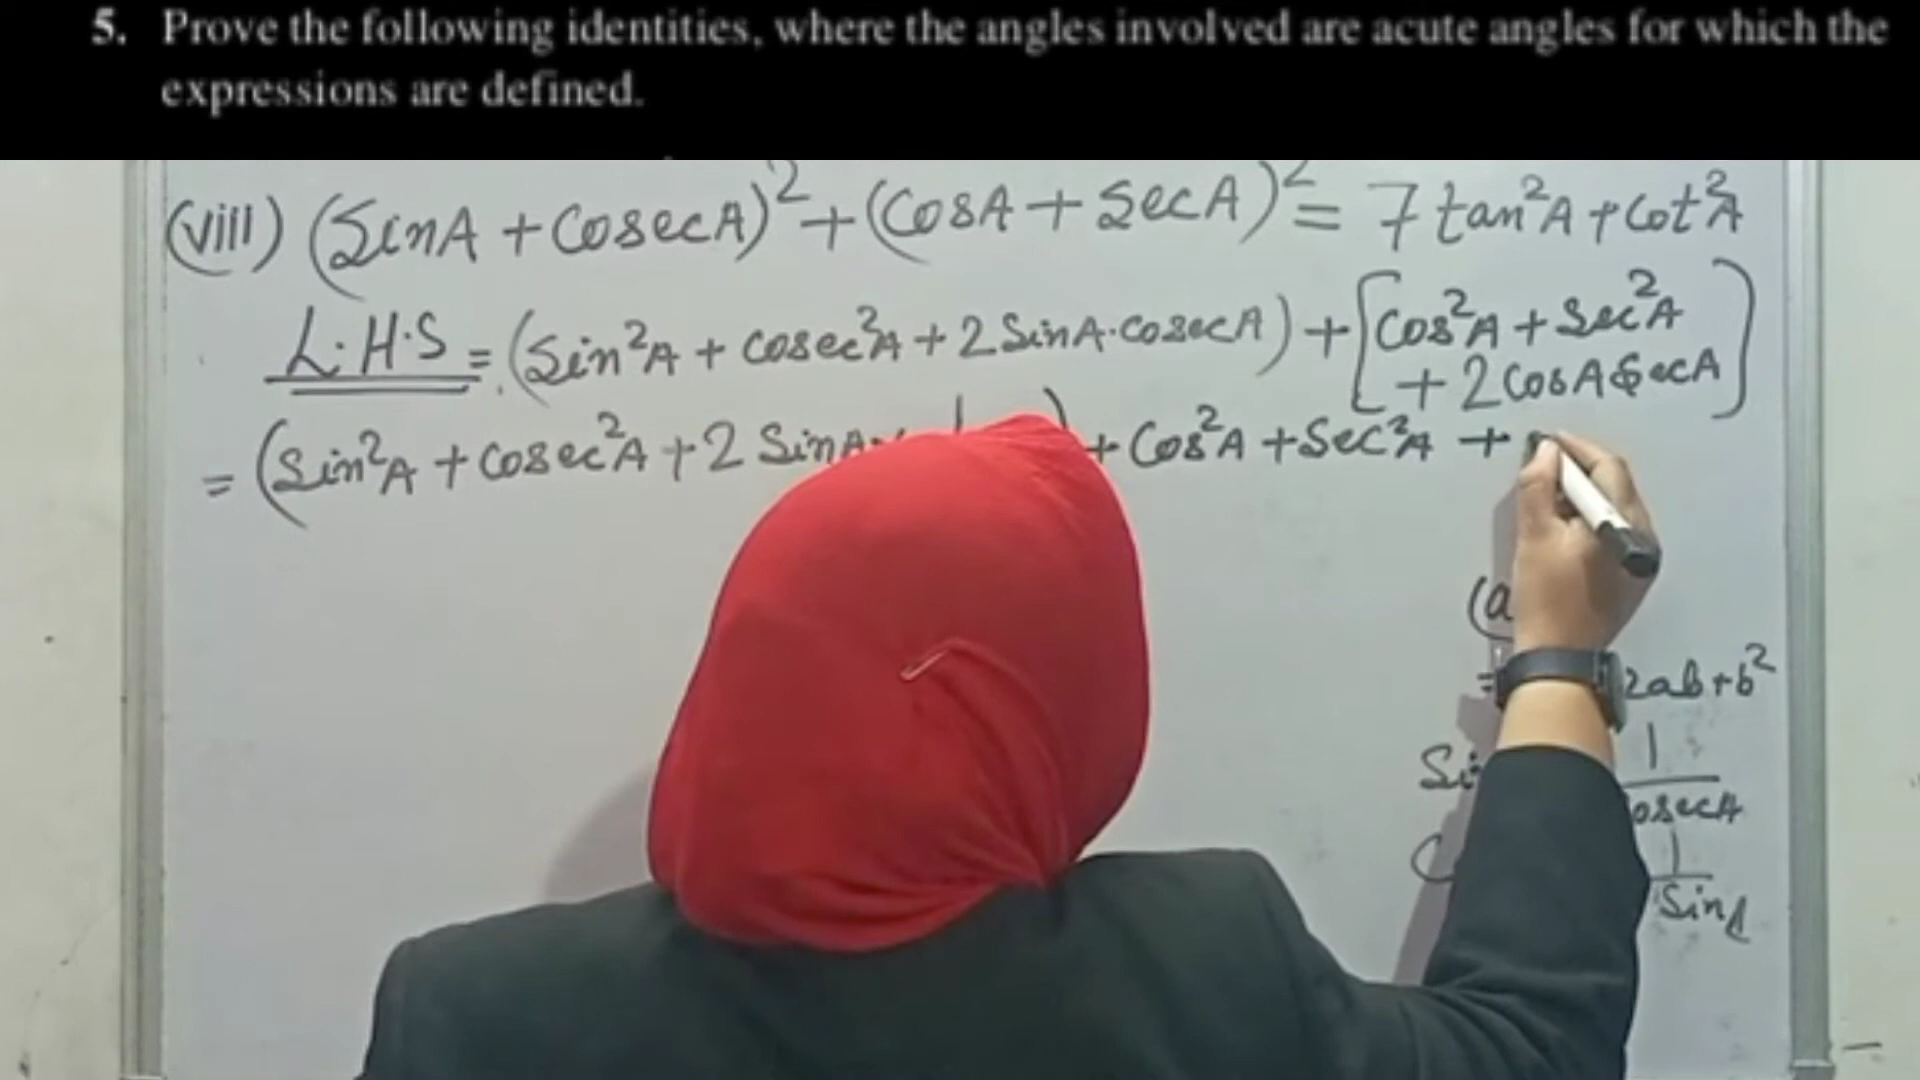 5. Prove the following identities, where the angles involved are acute angles for which the
expressions are defined.
(viii) (SinA + CosecA)² + (CosA + SecA)² = 7 tan²A + Cot²A
L.H.S = (Sin²A + Cosec²A + 2 SinA·CosecA) + [Cos²A + Sec²A
+ 2 CosA SecA]
= (Sin²A + Cosec²A + 2 SinA ) + Cos²A + Sec²A +
(a
= 2ab + b²
1
osecA
1
SinA